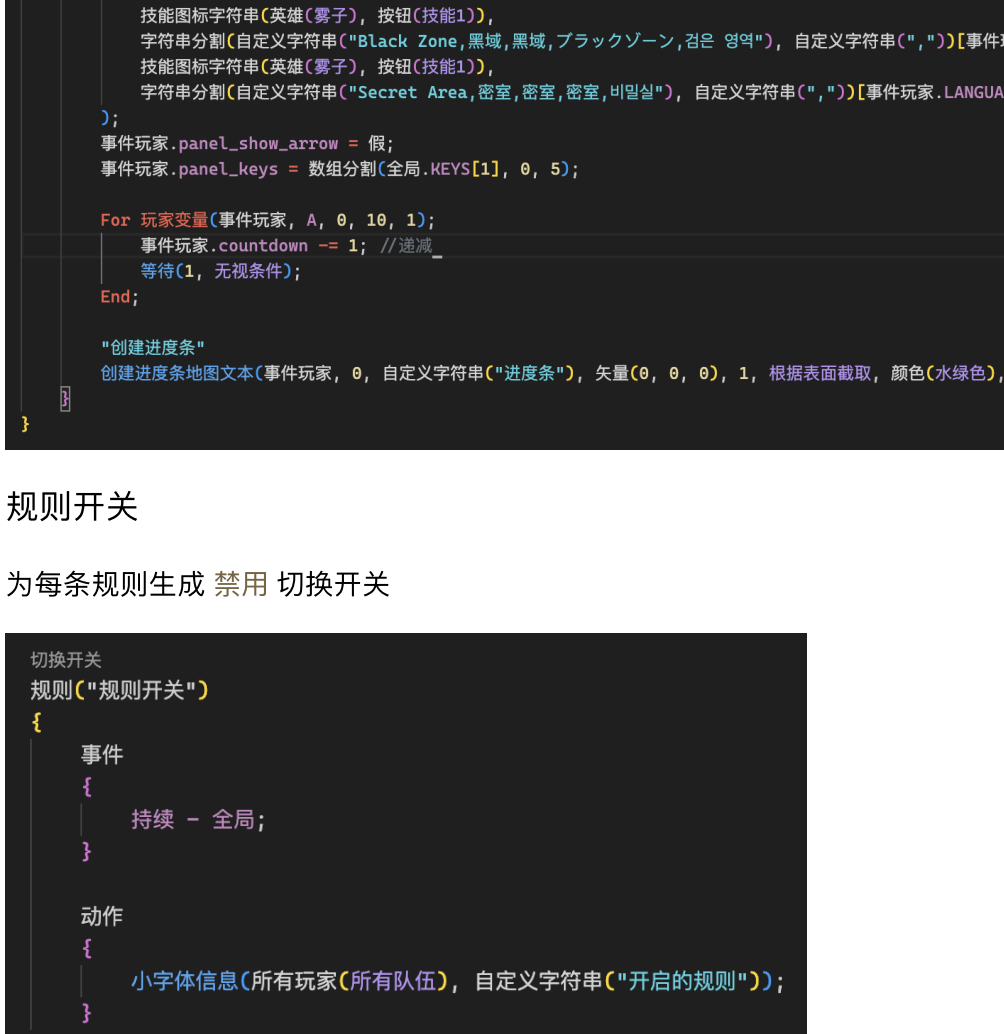 技能图标字符串(英雄(雾子), 按钮(技能1)),
字符串分割(自定义字符串("Black Zone,黑域,黑域,ブラックゾーン,검은 영역"), 自定义字符串(","))[事件
技能图标字符串(英雄(雾子), 按钮(技能1)),
字符串分割(自定义字符串("Secret Area,密室,密室,密室,비밀실"), 自定义字符串(","))[事件玩家.LANGUA
);
事件玩家.panel_show_arrow = 假;
事件玩家.panel_keys = 数组分割(全局.KEYS[1], 0, 5);
For 玩家变量(事件玩家, A, 0, 10, 1);
事件玩家.countdown -= 1; //递减
等待(1, 无视条件);
End;
"创建进度条"
创建进度条地图文本(事件玩家, 0, 自定义字符串("进度条"), 矢量(0, 0, 0), 1, 根据表面截取, 颜色(水绿色),
}
}
规则开关
为每条规则生成 禁用 切换开关
切换开关
规则("规则开关")
{
事件
{
持续 - 全局;
}
动作
{
小字体信息(所有玩家(所有队伍), 自定义字符串("开启的规则"));
}